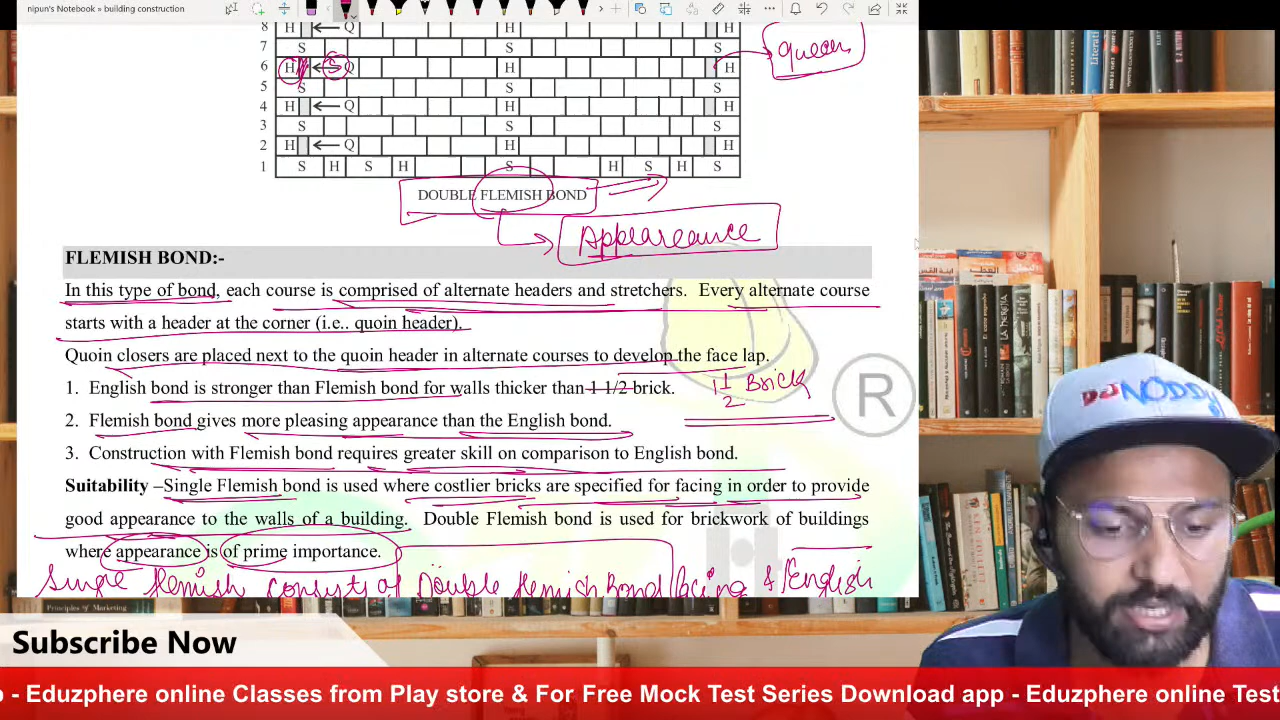 nipun's Notebook » building construction
8 H ← Q H H
7 S S S
6 H ← Q H H
5 S S S
4 H ← Q H H
3 S S S
2 H ← Q H H
1 S H S H S H S H S
Queen
DOUBLE FLEMISH BOND
Appeareance
FLEMISH BOND:-
In this type of bond, each course is comprised of alternate headers and stretchers. Every alternate course
starts with a header at the corner (i.e.. quoin header).
Quoin closers are placed next to the quoin header in alternate courses to develop the face lap.
1. English bond is stronger than Flemish bond for walls thicker than 1 1/2 brick.
1 1/2 Brick
2. Flemish bond gives more pleasing appearance than the English bond.
3. Construction with Flemish bond requires greater skill on comparison to English bond.
Suitability –Single Flemish bond is used where costlier bricks are specified for facing in order to provide
good appearance to the walls of a building. Double Flemish bond is used for brickwork of buildings
where appearance is of prime importance.
Single flemish consists of Double flemish Bond facing & English
®
DJ NODDY
Principles of Marketing
Subscribe Now
- Eduzphere online Classes from Play store & For Free Mock Test Series Download app - Eduzphere online Test